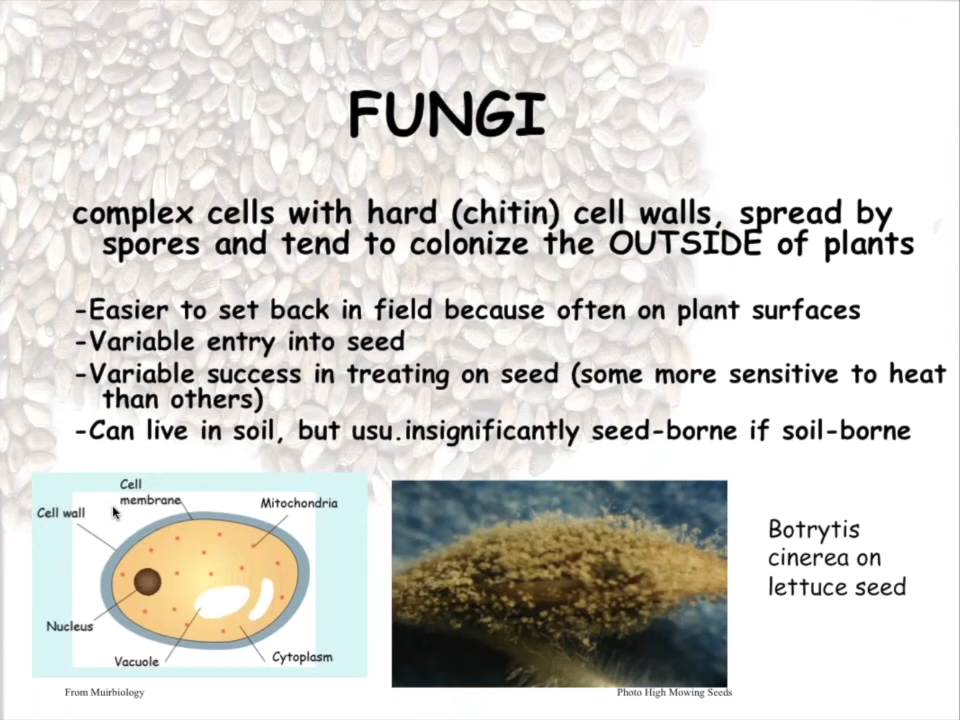 FUNGI
complex cells with hard (chitin) cell walls, spread by
spores and tend to colonize the OUTSIDE of plants
-Easier to set back in field because often on plant surfaces
-Variable entry into seed
-Variable success in treating on seed (some more sensitive to heat
than others)
-Can live in soil, but usu.insignificantly seed-borne if soil-borne
Cell
membrane
Cell wall
Mitochondria
Nucleus
Vacuole
Cytoplasm
From Muirbiology
Botrytis
cinerea on
lettuce seed
Photo High Mowing Seeds